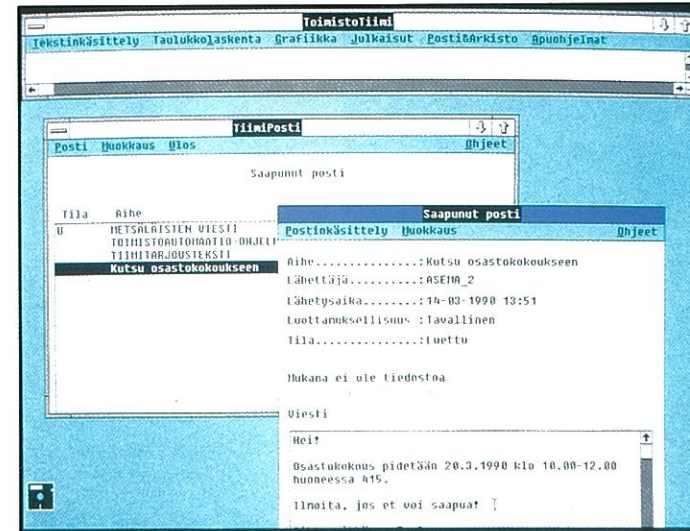 ToimistoTiimi
Tekstinkäsittely Taulukkolaskenta Grafiikka Julkaisut Posti&Arkisto Apuohjelmat
TiimiPosti
Posti Muokkaus Ulos Ohjeet
Saapunut posti
Tila Aihe
U METSÄLÄISTEN VIESTI
TOIMISTOAUTOMAATIO-OHJELM
TIIMITARJOUSTEKSTI
Kutsu osastokokoukseen
Saapunut posti
Postinkäsittely Muokkaus Ohjeet
Aihe...............:Kutsu osastokokoukseen
Lähettäjä..........:ASEMA_2
Lähetysaika........:14-03-1990 13:51
Luottamuksellisuus :Tavallinen
Tila...............:Luettu
Mukana ei ole tiedostoa
Viesti
Hei!
Osastokokous pidetään 20.3.1990 klo 10.00-12.00
huoneessa 415.
Ilmoita, jos et voi saapua!